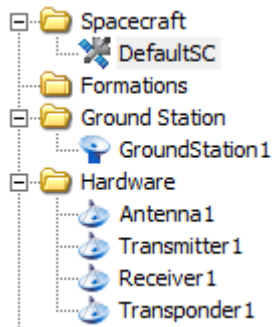 Spacecraft
DefaultSC
Formations
Ground Station
GroundStation1
Hardware
Antenna1
Transmitter1
Receiver1
Transponder1